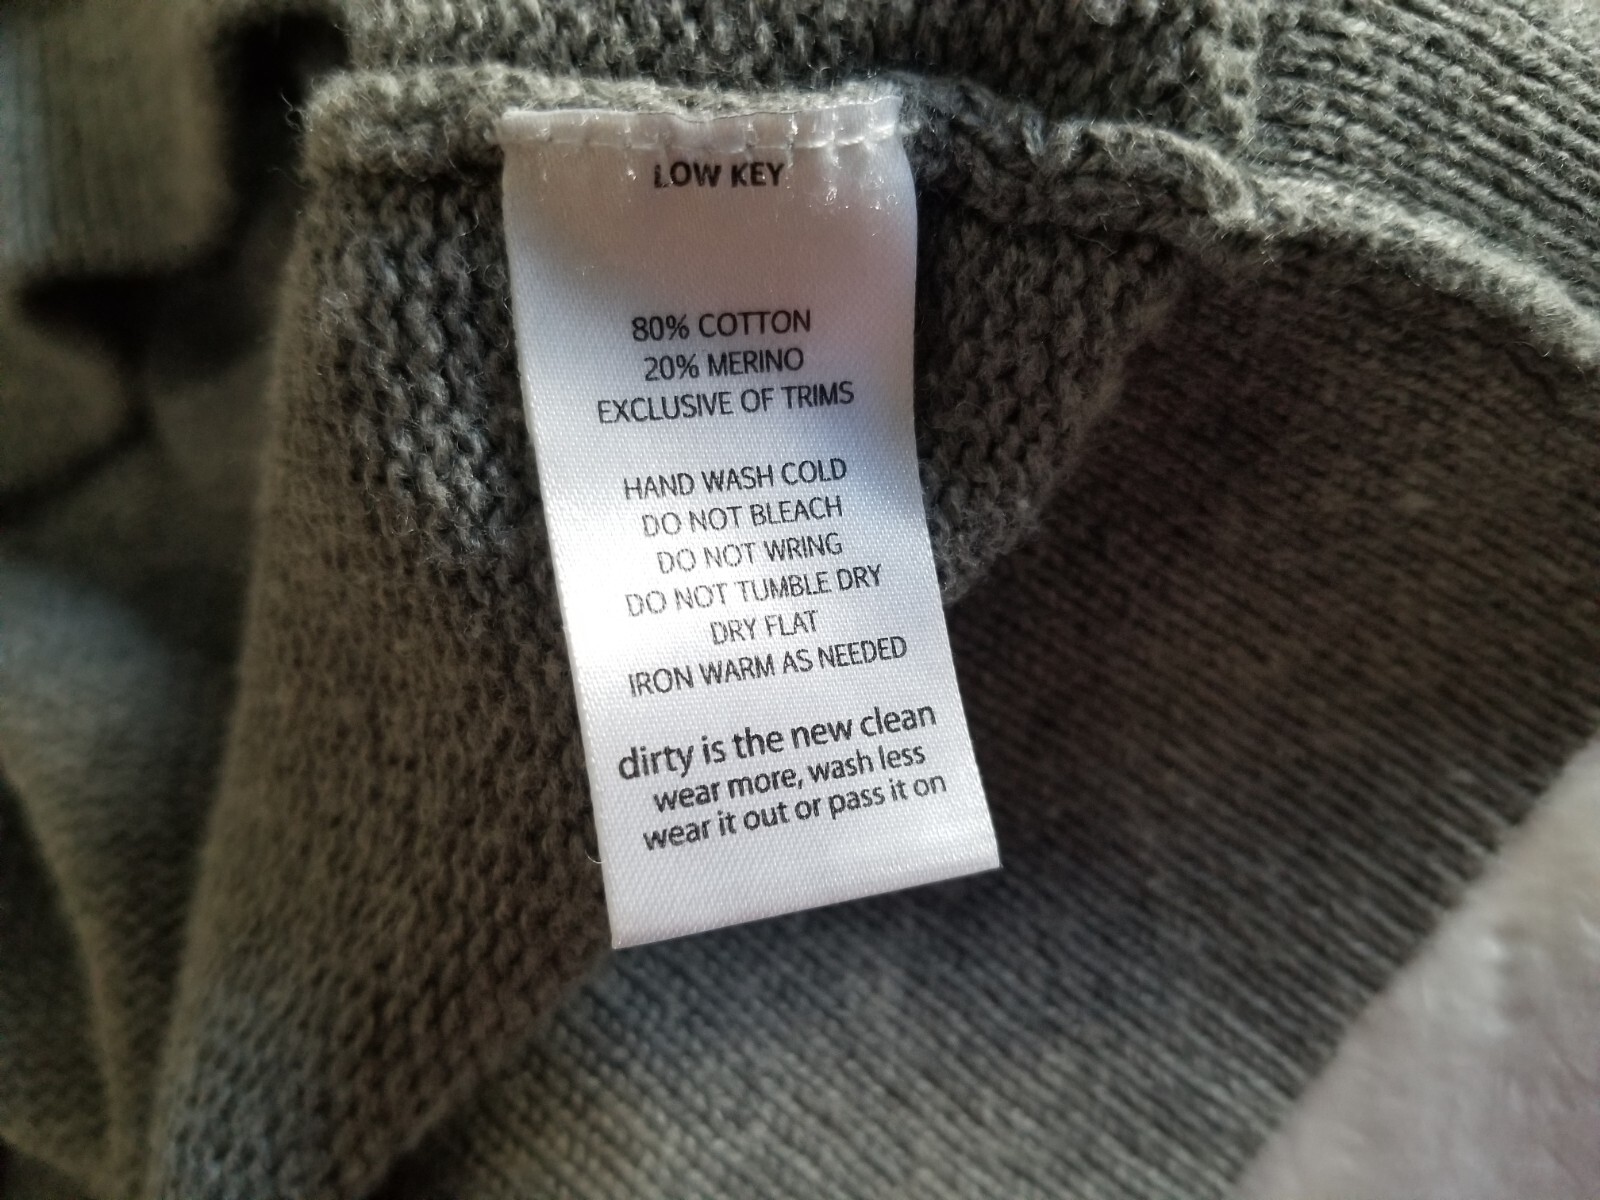 LOW KEY
80% COTTON
20% MERINO
EXCLUSIVE OF TRIMS
HAND WASH COLD
DO NOT BLEACH
DO NOT WRING
DO NOT TUMBLE DRY
DRY FLAT
IRON WARM AS NEEDED
dirty is the new clean
wear more, wash less
wear it out or pass it on